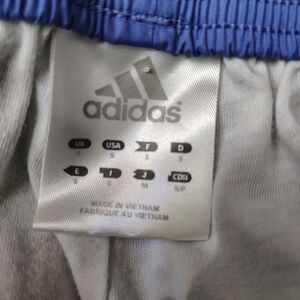 adidas
UK USA F D
S S S S
E I J CDN
S S M S/P
MADE IN VIETNAM
FABRIQUE AU VIETNAM